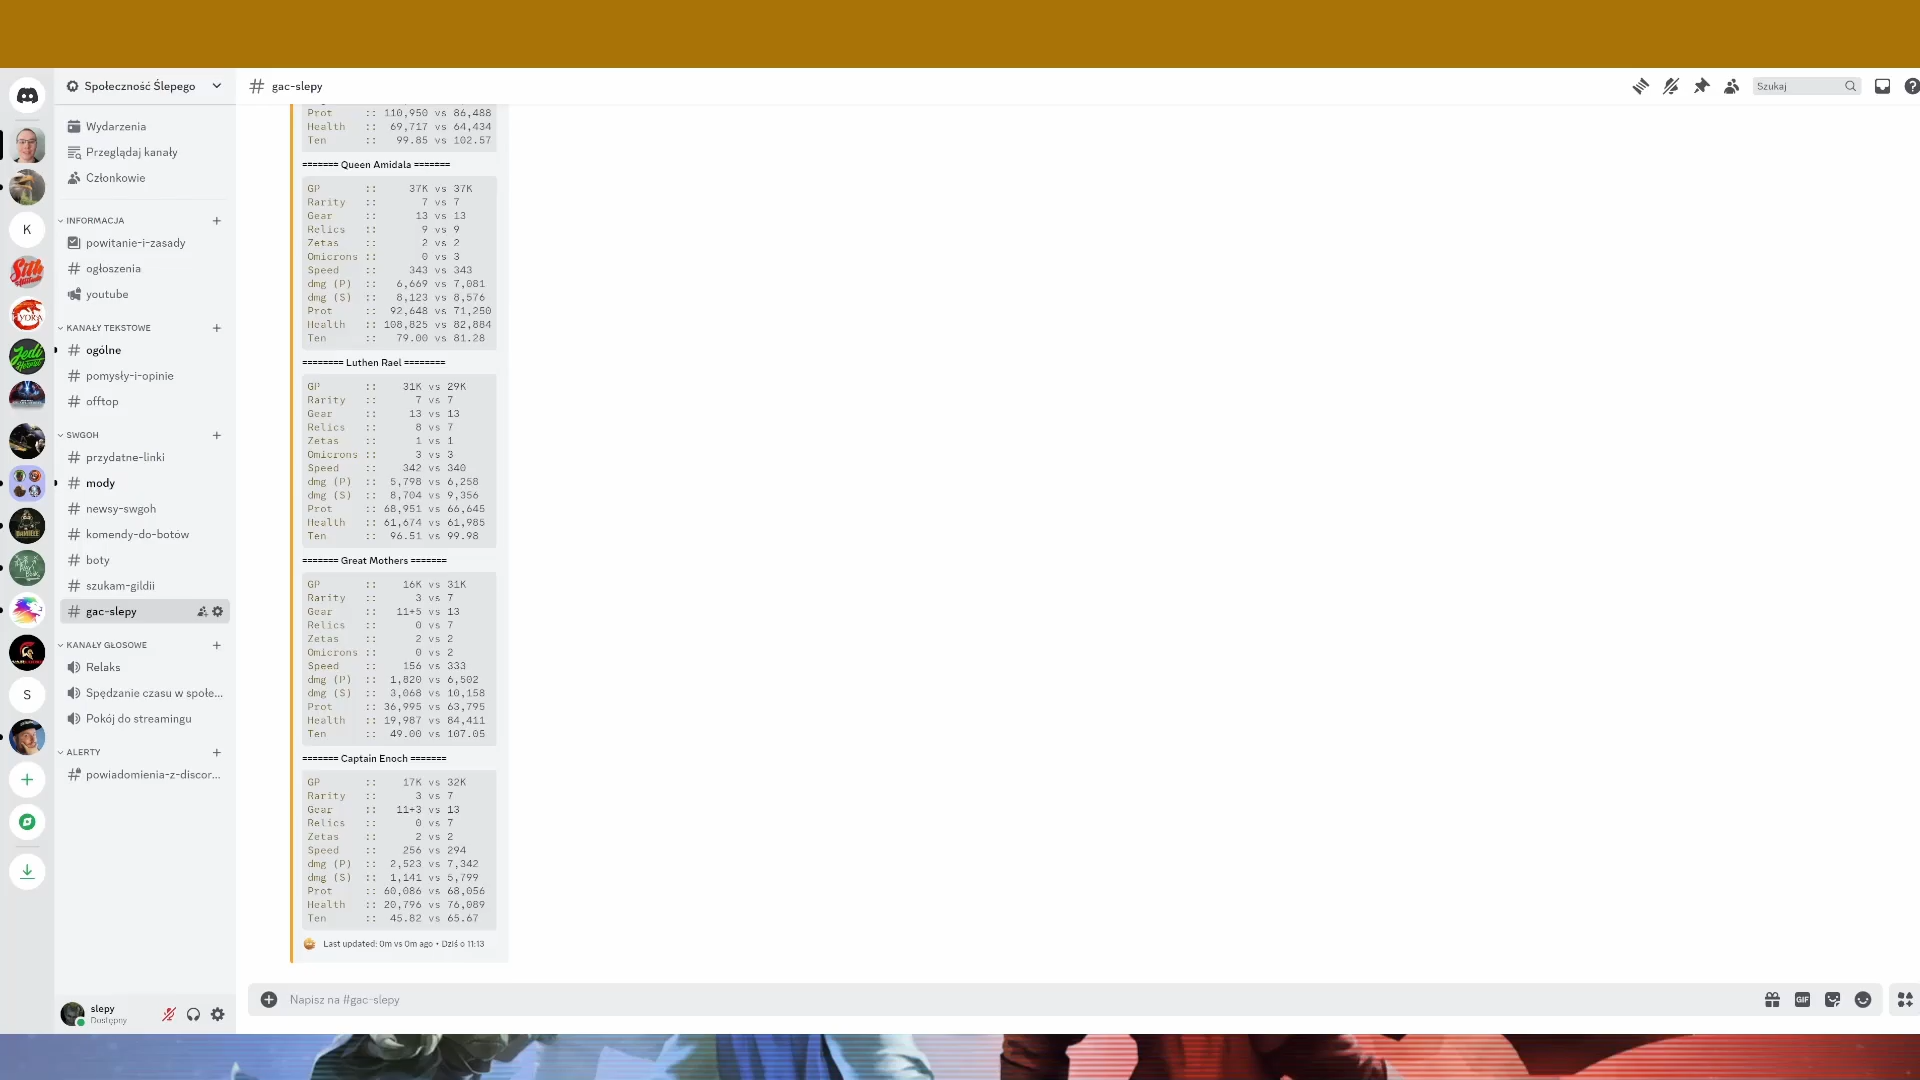 Społeczność Ślepego
Wydarzenia
Przeglądaj kanały
Członkowie
INFORMACJA
powitanie-i-zasady
ogłoszenia
youtube
KANAŁY TEKSTOWE
ogólne
pomysły-i-opinie
offtop
SWGOH
przydatne-linki
mody
newsy-swgoh
komendy-do-botów
boty
szukam-gildii
gac-slepy
KANAŁY GŁOSOWE
Relaks
Spędzanie czasu w społe...
Pokój do streamingu
ALERTY
powiadomienia-z-discor...
slepy
Dostępny
K
S
gac-slepy
Szukaj
Prot :: 110,950 vs 86,488
Health :: 69,717 vs 64,434
Ten :: 99.85 vs 102.57
======= Queen Amidala =======
GP :: 37K vs 37K
Rarity :: 7 vs 7
Gear :: 13 vs 13
Relics :: 9 vs 9
Zetas :: 2 vs 2
Omicrons :: 0 vs 3
Speed :: 343 vs 343
dmg (P) :: 6,669 vs 7,081
dmg (S) :: 8,123 vs 8,576
Prot :: 92,648 vs 71,250
Health :: 108,825 vs 82,884
Ten :: 79.00 vs 81.28
======== Luthen Rael ========
GP :: 31K vs 29K
Rarity :: 7 vs 7
Gear :: 13 vs 13
Relics :: 8 vs 7
Zetas :: 1 vs 1
Omicrons :: 3 vs 3
Speed :: 342 vs 340
dmg (P) :: 5,798 vs 6,258
dmg (S) :: 8,704 vs 9,356
Prot :: 68,951 vs 66,645
Health :: 61,674 vs 61,985
Ten :: 96.51 vs 99.98
======= Great Mothers =======
GP :: 16K vs 31K
Rarity :: 3 vs 7
Gear :: 11+5 vs 13
Relics :: 0 vs 7
Zetas :: 2 vs 2
Omicrons :: 0 vs 2
Speed :: 156 vs 333
dmg (P) :: 1,820 vs 6,502
dmg (S) :: 3,068 vs 10,158
Prot :: 36,995 vs 63,795
Health :: 19,987 vs 84,411
Ten :: 49.00 vs 107.05
======= Captain Enoch =======
GP :: 17K vs 32K
Rarity :: 3 vs 7
Gear :: 11+3 vs 13
Relics :: 0 vs 7
Zetas :: 2 vs 2
Speed :: 256 vs 294
dmg (P) :: 2,523 vs 7,342
dmg (S) :: 1,141 vs 5,799
Prot :: 60,086 vs 68,056
Health :: 20,796 vs 76,089
Ten :: 45.82 vs 65.67
Last updated: 0m vs 0m ago • Dziś o 11:13
Napisz na #gac-slepy
GIF